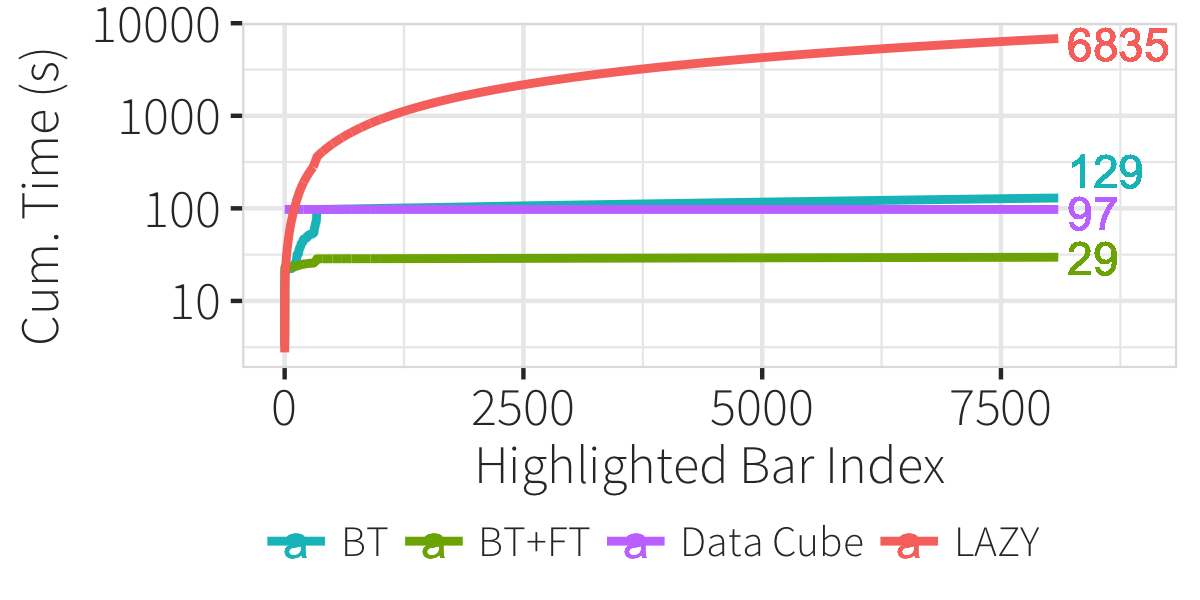 Cum. Time (s)
10000
1000
100
10
6835
129
97
29
0 2500 5000 7500
Highlighted Bar Index
a BT a BT+FT a Data Cube a LAZY